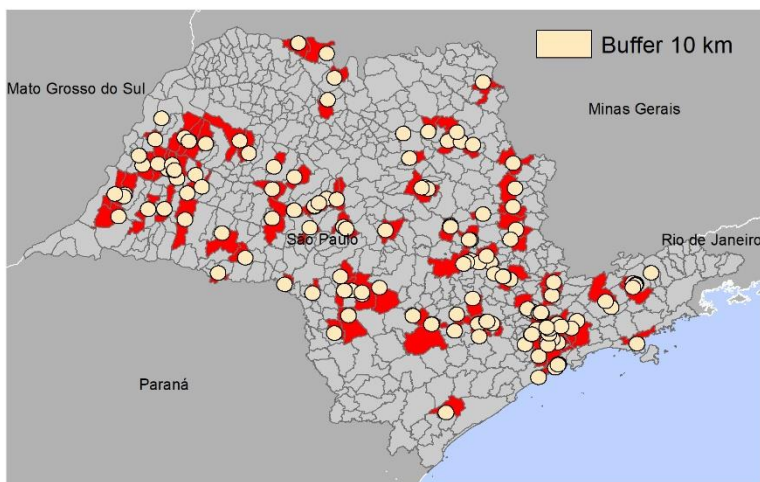 Buffer 10 km
Mato Grosso do Sul
Minas Gerais
São Paulo
Rio de Janeiro
Paraná